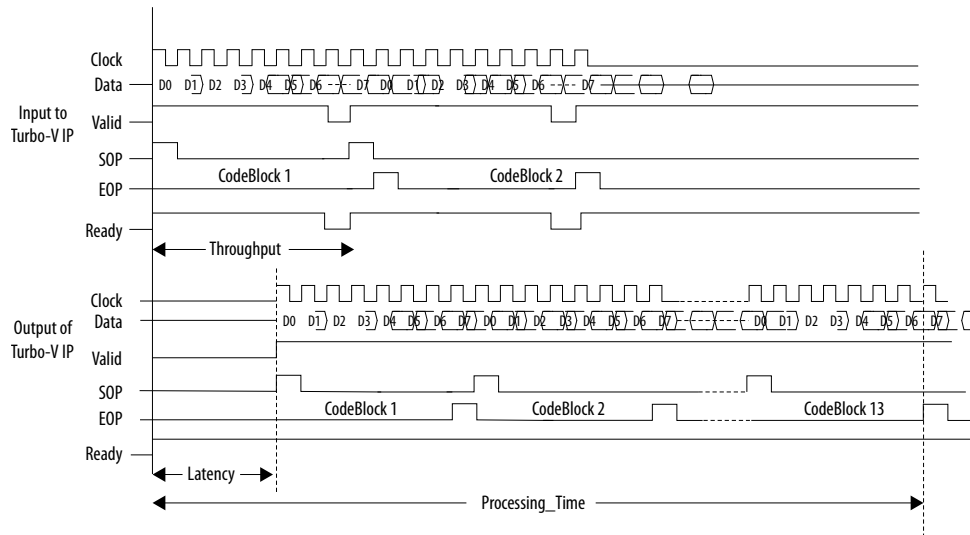 Clock
Data
D0 D1 D2 D3 D4 D5 D6 D7 D0 D1 D2 D3 D4 D5 D6 D7
Input to
Turbo-V IP
Valid
SOP
CodeBlock 1 CodeBlock 2
EOP
Ready
Throughput
Clock
Data
D0 D1 D2 D3 D4 D5 D6 D7 D0 D1 D2 D3 D4 D5 D6 D7 D0 D1 D2 D3 D4 D5 D6 D7
Output of
Turbo-V IP
Valid
SOP
CodeBlock 1 CodeBlock 2 CodeBlock 13
EOP
Ready
Latency
Processing_Time